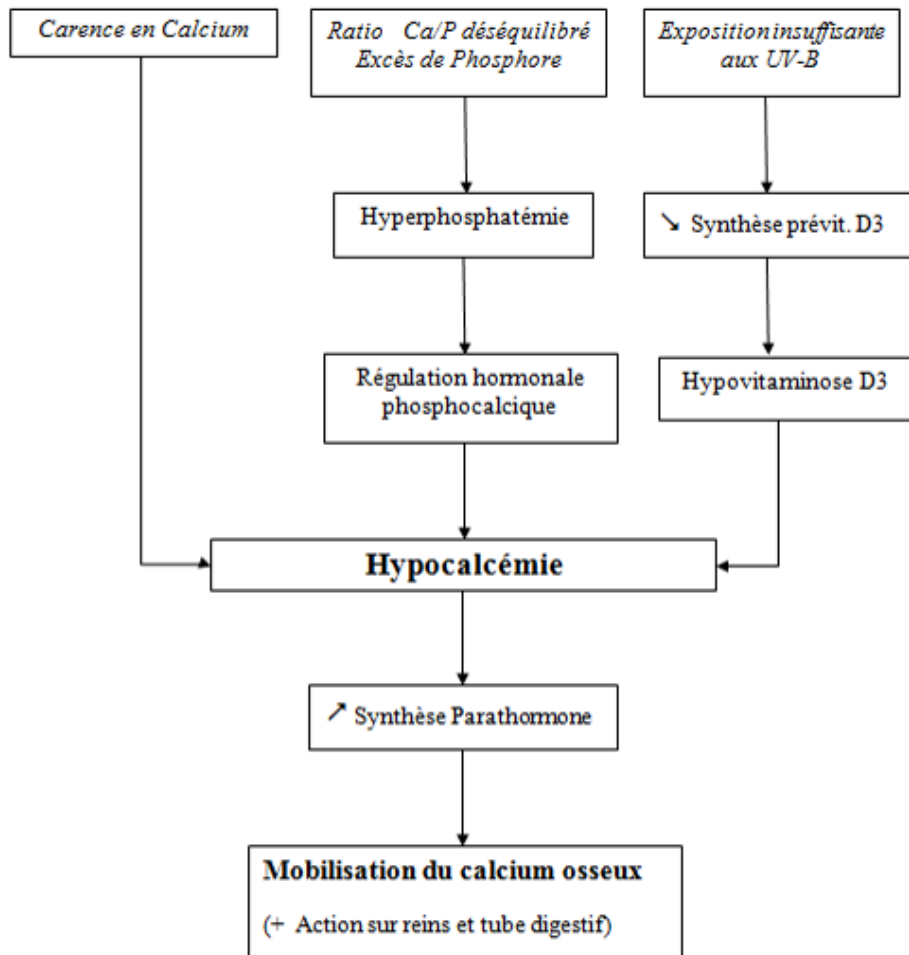 Carence en Calcium
Ratio Ca/P déséquilibré
Excès de Phosphore
Exposition insuffisante
aux UV-B
Hyperphosphatémie
↘ Synthèse prévit. D3
Régulation hormonale
phosphocalcique
Hypovitaminose D3
Hypocalcémie
↗ Synthèse Parathormone
Mobilisation du calcium osseux
(+ Action sur reins et tube digestif)